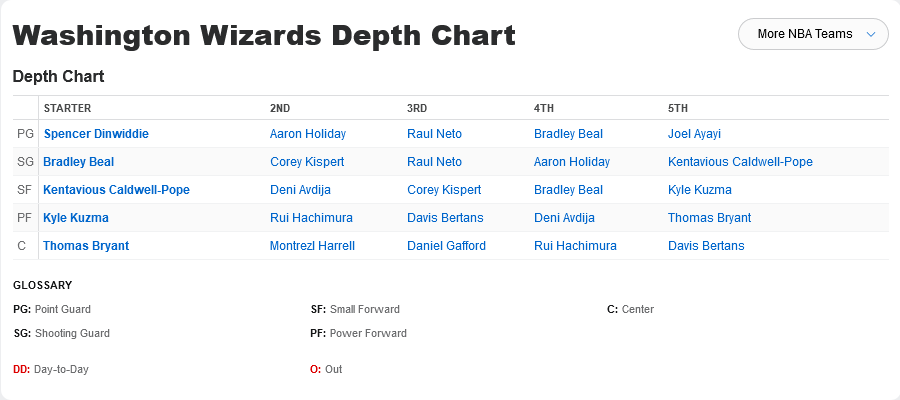 Washington Wizards Depth Chart
More NBA Teams
Depth Chart
STARTER 2ND 3RD 4TH 5TH
PG Spencer Dinwiddie Aaron Holiday Raul Neto Bradley Beal Joel Ayayi
SG Bradley Beal Corey Kispert Raul Neto Aaron Holiday Kentavious Caldwell-Pope
SF Kentavious Caldwell-Pope Deni Avdija Corey Kispert Bradley Beal Kyle Kuzma
PF Kyle Kuzma Rui Hachimura Davis Bertans Deni Avdija Thomas Bryant
C Thomas Bryant Montrezl Harrell Daniel Gafford Rui Hachimura Davis Bertans
GLOSSARY
PG: Point Guard SF: Small Forward C: Center
SG: Shooting Guard PF: Power Forward
DD: Day-to-Day O: Out